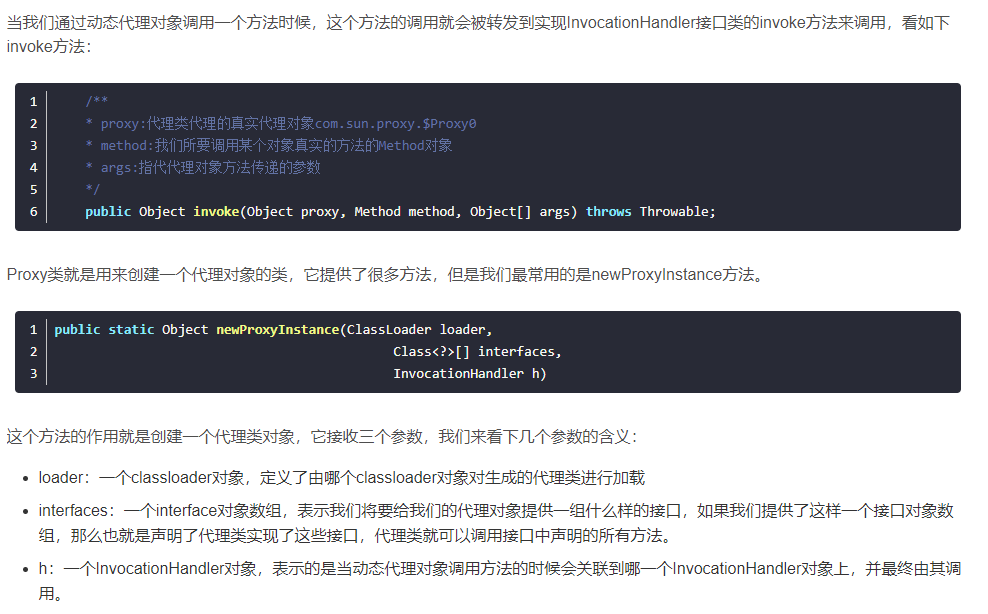 当我们通过动态代理对象调用一个方法时候，这个方法的调用就会被转发到实现InvocationHandler接口类的invoke方法来调用，看如下
invoke方法：
1 /**
2 * proxy:代理类代理的真实代理对象com.sun.proxy.$Proxy0
3 * method:我们所要调用某个对象真实的方法的Method对象
4 * args:指代代理对象方法传递的参数
5 */
6 public Object invoke(Object proxy, Method method, Object[] args) throws Throwable;
Proxy类就是用来创建一个代理对象的类，它提供了很多方法，但是我们最常用的是newProxyInstance方法。
1 public static Object newProxyInstance(ClassLoader loader,
2 Class<?>[] interfaces,
3 InvocationHandler h)
这个方法的作用就是创建一个代理类对象，它接收三个参数，我们来看下几个参数的含义：
• loader：一个classloader对象，定义了由哪个classloader对象对生成的代理类进行加载
• interfaces：一个interface对象数组，表示我们将要给我们的代理对象提供一组什么样的接口，如果我们提供了这样一个接口对象数
组，那么也就是声明了代理类实现了这些接口，代理类就可以调用接口中声明的所有方法。
• h：一个InvocationHandler对象，表示的是当动态代理对象调用方法的时候会关联到哪一个InvocationHandler对象上，并最终由其调
用。